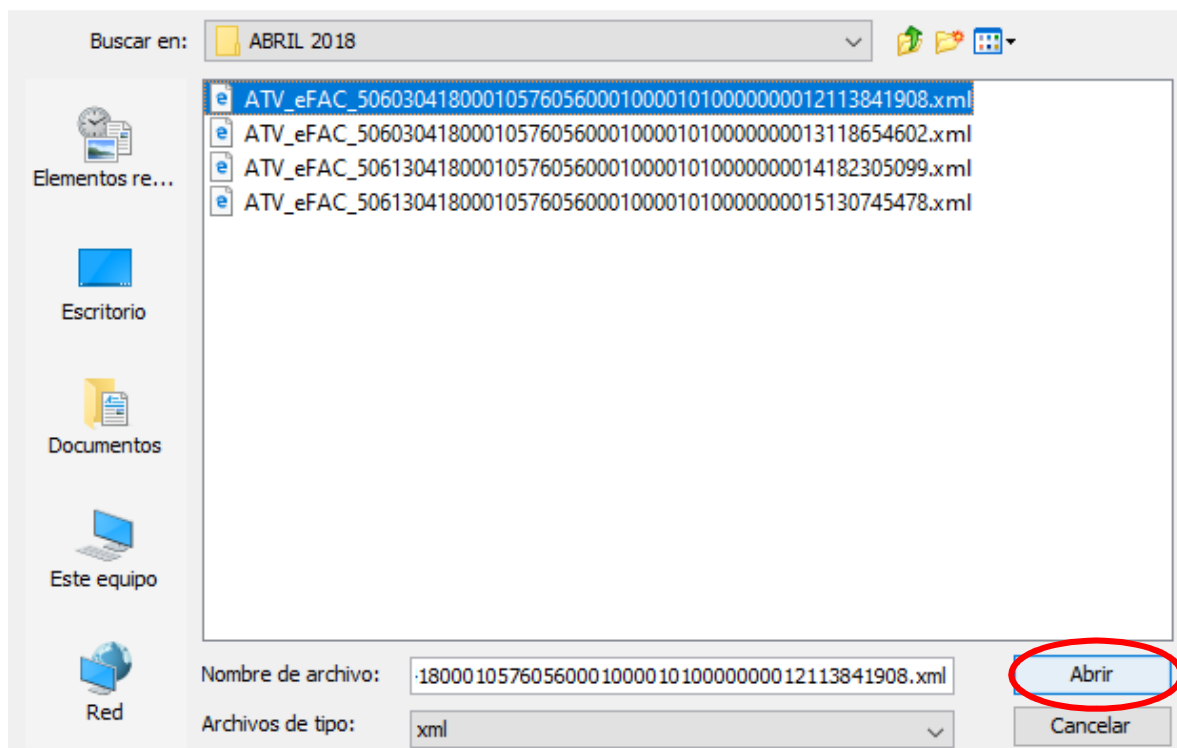 Buscar en:
ABRIL 2018
ATV_eFAC_50603041800010576056000100001010000000012113841908.xml
ATV_eFAC_50603041800010576056000100001010000000013118654602.xml
ATV_eFAC_50613041800010576056000100001010000000014182305099.xml
ATV_eFAC_50613041800010576056000100001010000000015130745478.xml
Elementos re...
Escritorio
Documentos
Este equipo
Red
Nombre de archivo:
1800010576056000100001010000000012113841908.xml
Abrir
Archivos de tipo:
xml
Cancelar